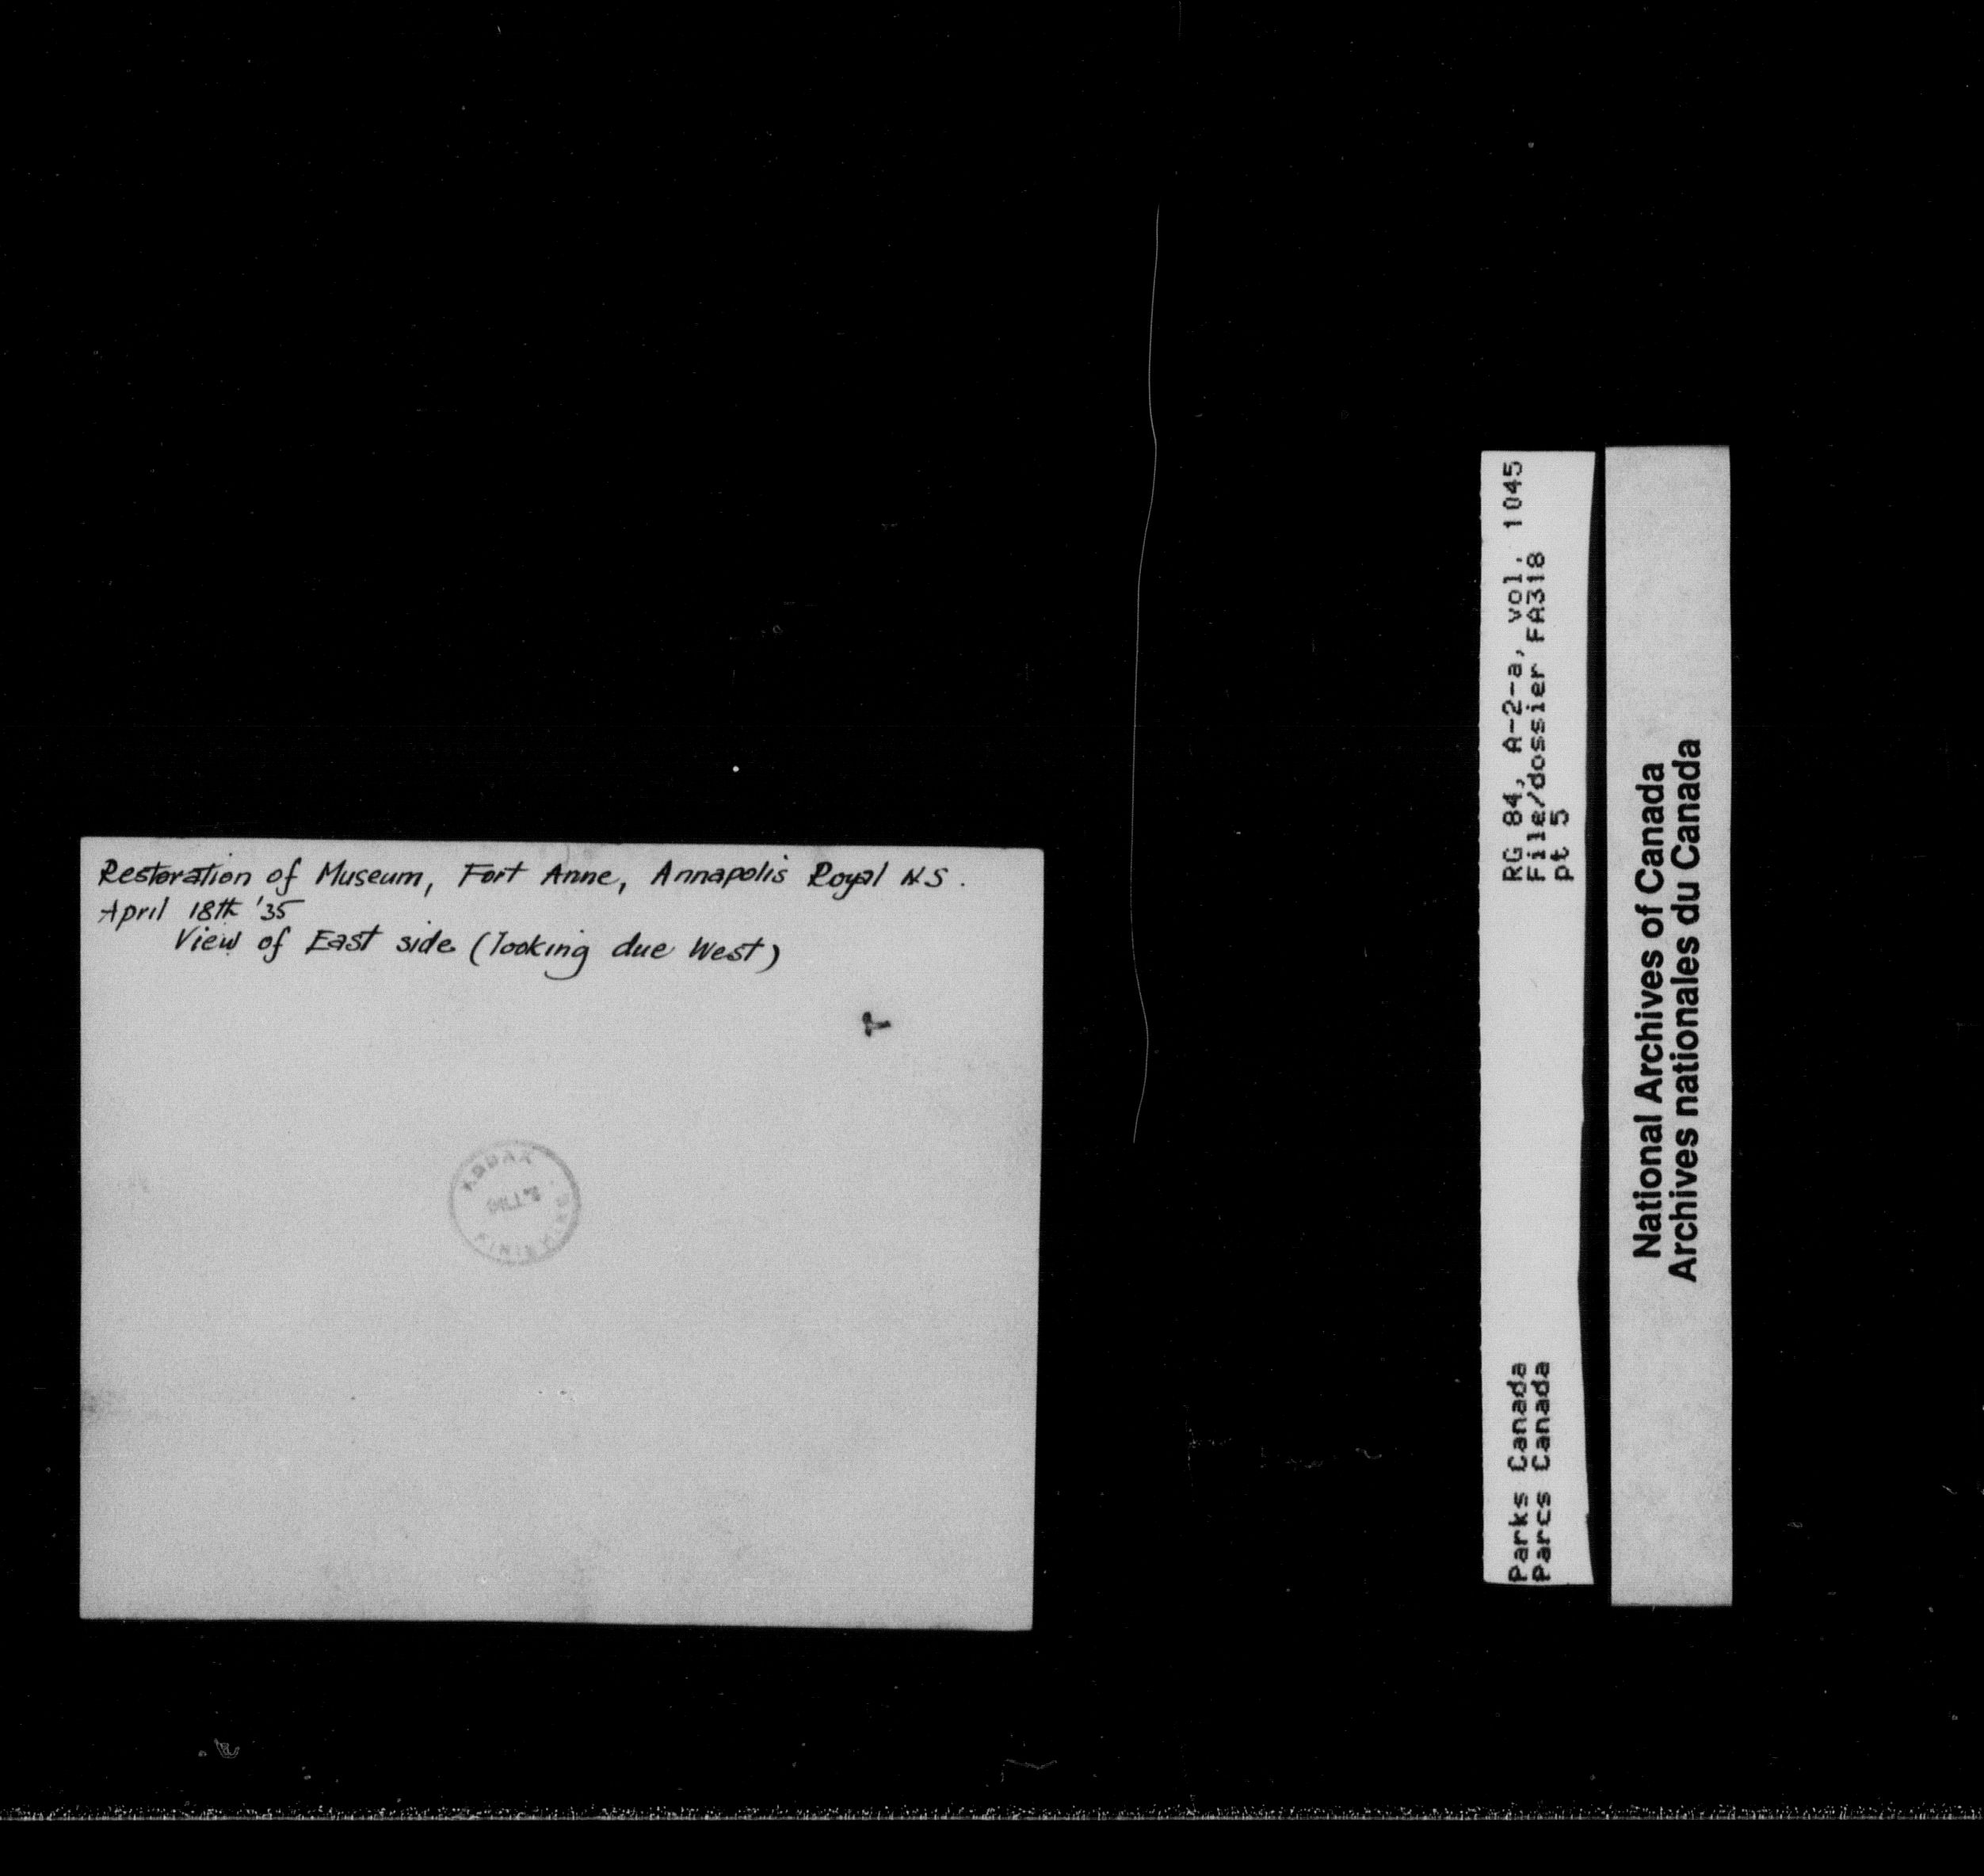 Restoration of Museum, Fort Anne, Annapolis Royal N.S.
April 18th '35
View of East side (looking due West)
KODAK
FINISHING
RG 84, A-2-a, vol. 1045
File/dossier FA318
pt 5
Parks Canada
Parcs Canada
National Archives of Canada
Archives nationales du Canada